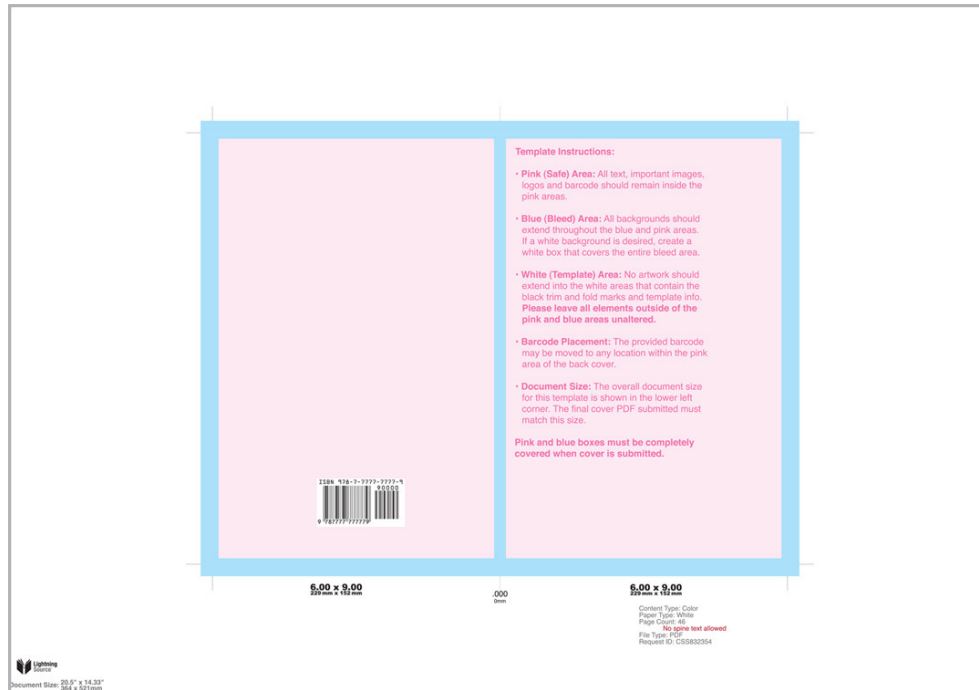 Template Instructions:
• Pink (Safe) Area: All text, important images,
logos and barcode should remain inside the
pink areas.
• Blue (Bleed) Area: All backgrounds should
extend throughout the blue and pink areas.
If a white background is desired, create a
white box that covers the entire bleed area.
• White (Template) Area: No artwork should
extend into the white areas that contain the
black trim and fold marks and template info.
Please leave all elements outside of the
pink and blue areas unaltered.
• Barcode Placement: The provided barcode
may be moved to any location within the pink
area of the back cover.
• Document Size: The overall document size
for this template is shown in the lower left
corner. The final cover PDF submitted must
match this size.
Pink and blue boxes must be completely
covered when cover is submitted.
ISBN 978-7-7777-7777-9
90000
9 787777 777779
6.00 x 9.00
229 mm x 152 mm
.000
0mm
6.00 x 9.00
229 mm x 152 mm
Content Type: Color
Paper Type: White
Page Count: 46
No spine text allowed
File Type: PDF
Request ID: CSS832354
Lightning
Source
Document Size: 20.5" x 14.33"
364 x 521mm